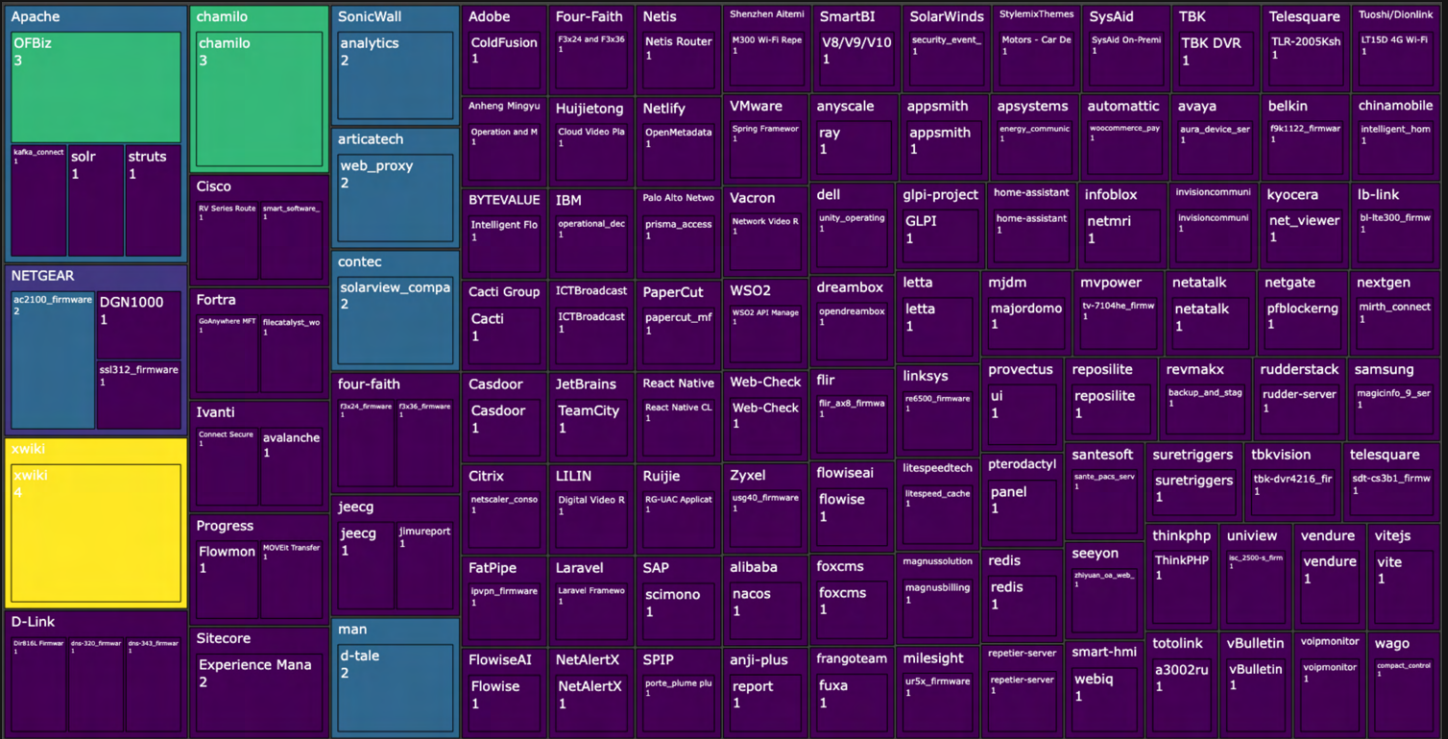 Apache
OFBiz
3
kafka_connect
1
solr
1
struts
1
NETGEAR
ac2100_firmware
2
DGN1000
1
ssl312_firmware
1
xwiki
xwiki
4
D-Link
Dir816L Firmwar
1
dns-320_firmwar
1
dns-343_firmwar
1
chamilo
chamilo
3
Cisco
RV Series Route
1
smart_software_
1
Fortra
GoAnywhere MFT
1
filecatalyst_wo
1
Ivanti
Connect Secure
1
avalanche
1
Progress
Flowmon
1
MOVEit Transfer
1
Sitecore
Experience Mana
2
SonicWall
analytics
2
articatech
web_proxy
2
contec
solarview_compa
2
four-faith
f3x24_firmware
1
f3x36_firmware
1
jeecg
jeecg
1
jimureport
1
man
d-tale
2
Adobe
ColdFusion
1
Anheng Mingyu
Operation and M
1
BYTEVALUE
Intelligent Flo
1
Cacti Group
Cacti
1
Casdoor
Casdoor
1
Citrix
netscaler_conso
1
FatPipe
ipvpn_firmware
1
FlowiseAI
Flowise
1
Four-Faith
F3x24 and F3x36
1
Huijietong
Cloud Video Pla
1
IBM
operational_dec
1
ICTBroadcast
ICTBroadcast
1
JetBrains
TeamCity
1
LILIN
Digital Video R
1
Laravel
Laravel Framewo
1
NetAlertX
NetAlertX
1
Netis
Netis Router
1
Netlify
OpenMetadata
1
Palo Alto Netwo
prisma_access
1
PaperCut
papercut_mf
1
React Native
React Native CL
1
Ruijie
RG-UAC Applicat
1
SAP
scimono
1
SPIP
porte_plume plu
1
Shenzhen Aitemi
M300 Wi-Fi Repe
1
VMware
Spring Framewor
1
Vacron
Network Video R
1
WSO2
WSO2 API Manage
1
Web-Check
Web-Check
1
Zyxel
usg40_firmware
1
alibaba
nacos
1
anji-plus
report
1
SmartBI
V8/V9/V10
1
anyscale
ray
1
dell
unity_operating
1
dreambox
opendreambox
1
flir
flir_ax8_firmwa
1
flowiseai
flowise
1
foxcms
foxcms
1
frangoteam
fuxa
1
SolarWinds
security_event_
1
appsmith
appsmith
1
glpi-project
GLPI
1
letta
letta
1
linksys
re6500_firmware
1
litespeedtech
litespeed_cache
1
magnussolution
magnusbilling
1
milesight
ur5x_firmware
1
StylemixThemes
Motors - Car De
1
apsystems
energy_communic
1
home-assistant
home-assistant
1
mjdm
majordomo
1
provectus
ui
1
pterodactyl
panel
1
redis
redis
1
repetier-server
repetier-server
1
SysAid
SysAid On-Premi
1
automattic
woocommerce_pay
1
infoblox
netmri
1
mvpower
tv-7104he_firmw
1
reposilite
reposilite
1
santesoft
sante_pacs_serv
1
seeyon
zhiyuan_oa_web_
1
smart-hmi
webiq
1
TBK
TBK DVR
1
avaya
aura_device_ser
1
invisioncommuni
invisioncommuni
1
netatalk
netatalk
1
revmakx
backup_and_stag
1
suretriggers
suretriggers
1
thinkphp
ThinkPHP
1
totolink
a3002ru
1
Telesquare
TLR-2005Ksh
1
belkin
f9k1122_firmwar
1
kyocera
net_viewer
1
netgate
pfblockerng
1
rudderstack
rudder-server
1
tbkvision
tbk-dvr4216_fir
1
uniview
isc_2500-s_firm
1
vBulletin
vBulletin
1
Tuoshi/Dionlink
LT15D 4G Wi-Fi
1
chinamobile
intelligent_hom
1
lb-link
bl-lte300_firmw
1
nextgen
mirth_connect
1
samsung
magicinfo_9_ser
1
telesquare
sdt-cs3b1_firmw
1
vendure
vendure
1
voipmonitor
voipmonitor
1
vitejs
vite
1
wago
compact_control
1